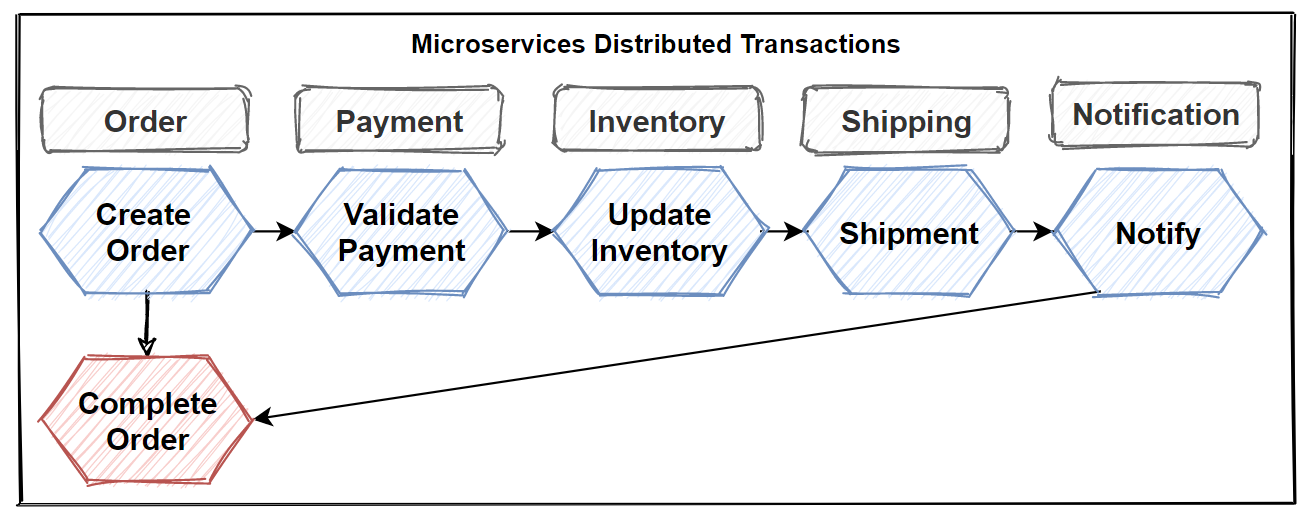 Microservices Distributed Transactions
Order
Payment
Inventory
Shipping
Notification
Create
Order
Validate
Payment
Update
Inventory
Shipment
Notify
Complete
Order